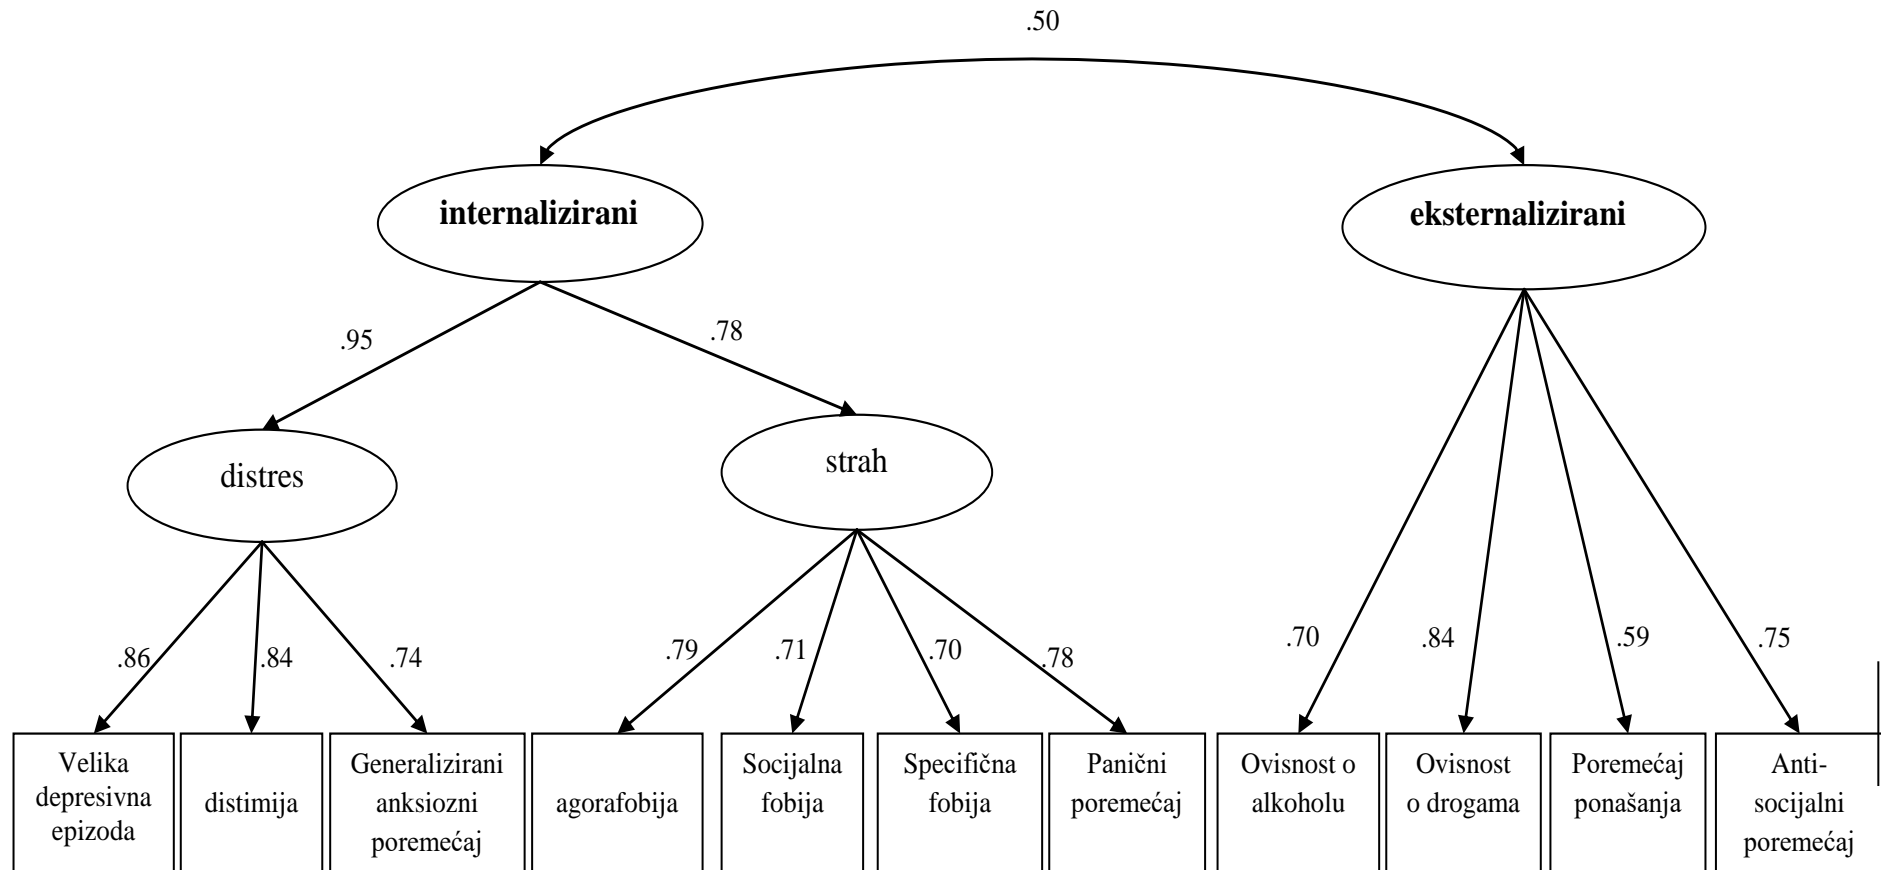 .50
internalizirani
eksternalizirani
.95
.78
distres
strah
.86
.84
.74
.79
.71
.70
.78
.70
.84
.59
.75
Velika
depresivna
epizoda
distimija
Generalizirani
anksiozni
poremećaj
agorafobija
Socijalna
fobija
Specifična
fobija
Panični
poremećaj
Ovisnost o
alkoholu
Ovisnost
o drogama
Poremećaj
ponašanja
Anti-
socijalni
poremećaj